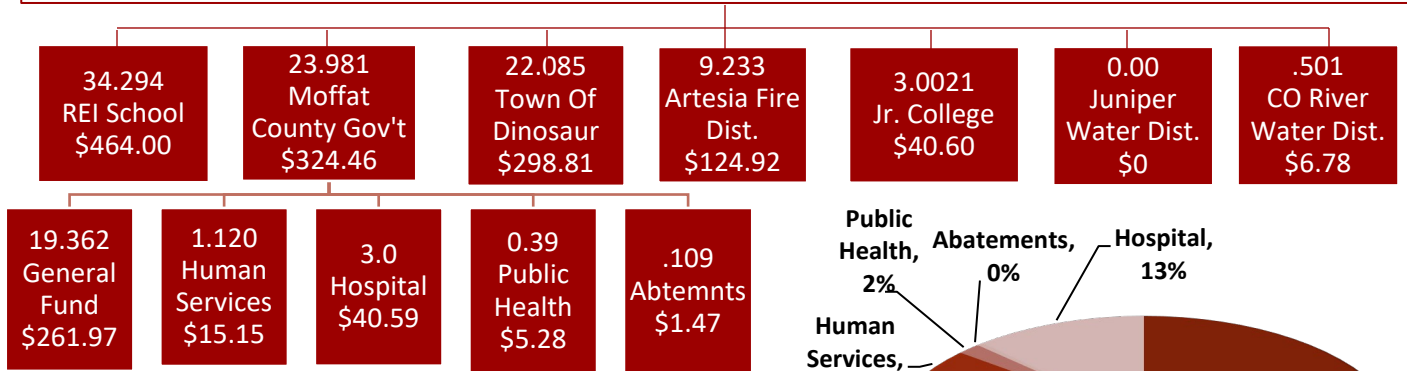 34.294
REI School
$464.00
23.981
Moffat
County Gov't
$324.46
22.085
Town Of
Dinosaur
$298.81
9.233
Artesia Fire
Dist.
$124.92
3.0021
Jr. College
$40.60
0.00
Juniper
Water Dist.
$0
.501
CO River
Water Dist.
$6.78
19.362
General
Fund
$261.97
1.120
Human
Services
$15.15
3.0
Hospital
$40.59
0.39
Public
Health
$5.28
.109
Abtemnts
$1.47
Public
Health,
2%
Abatements,
0%
Hospital,
13%
Human
Services,